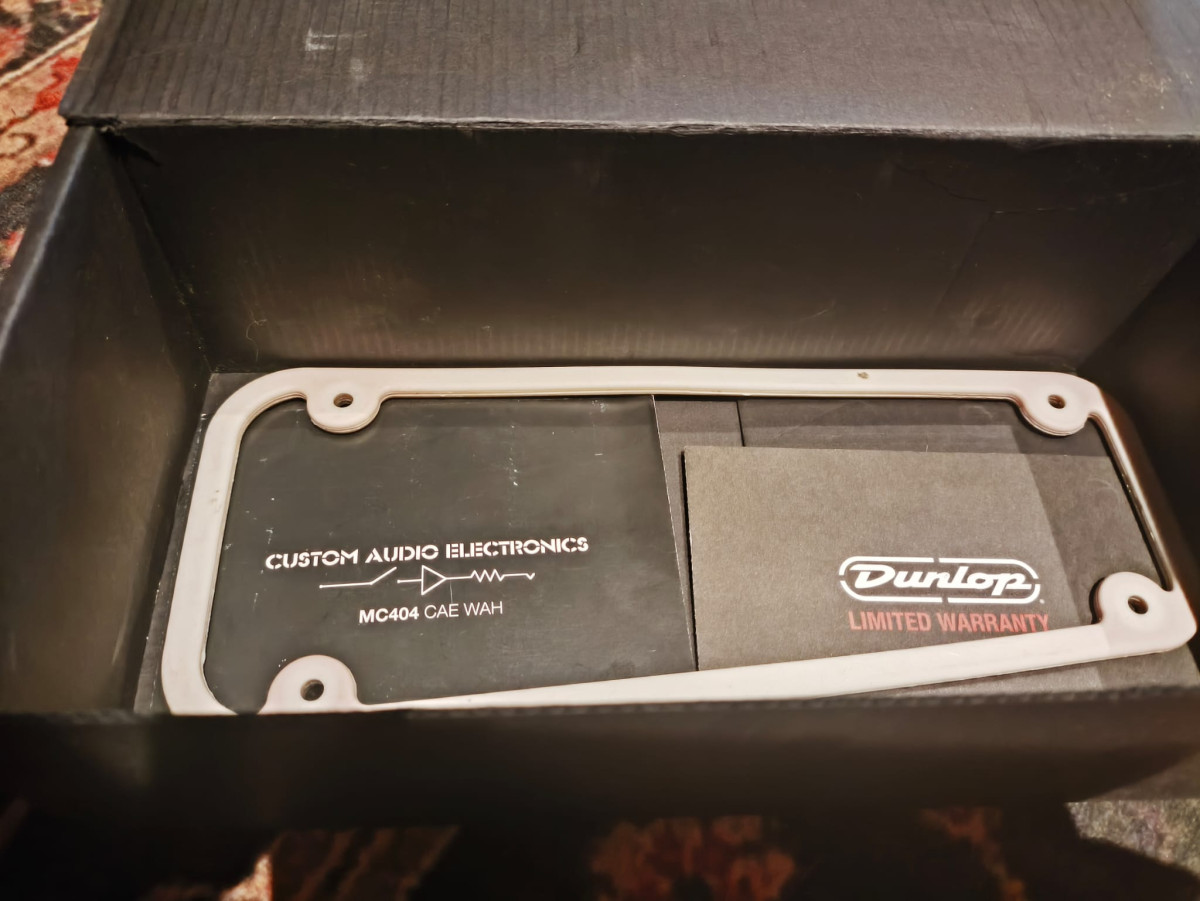 CUSTOM AUDIO ELECTRONICS
MC404 CAE WAH
Dunlop
LIMITED WARRANTY